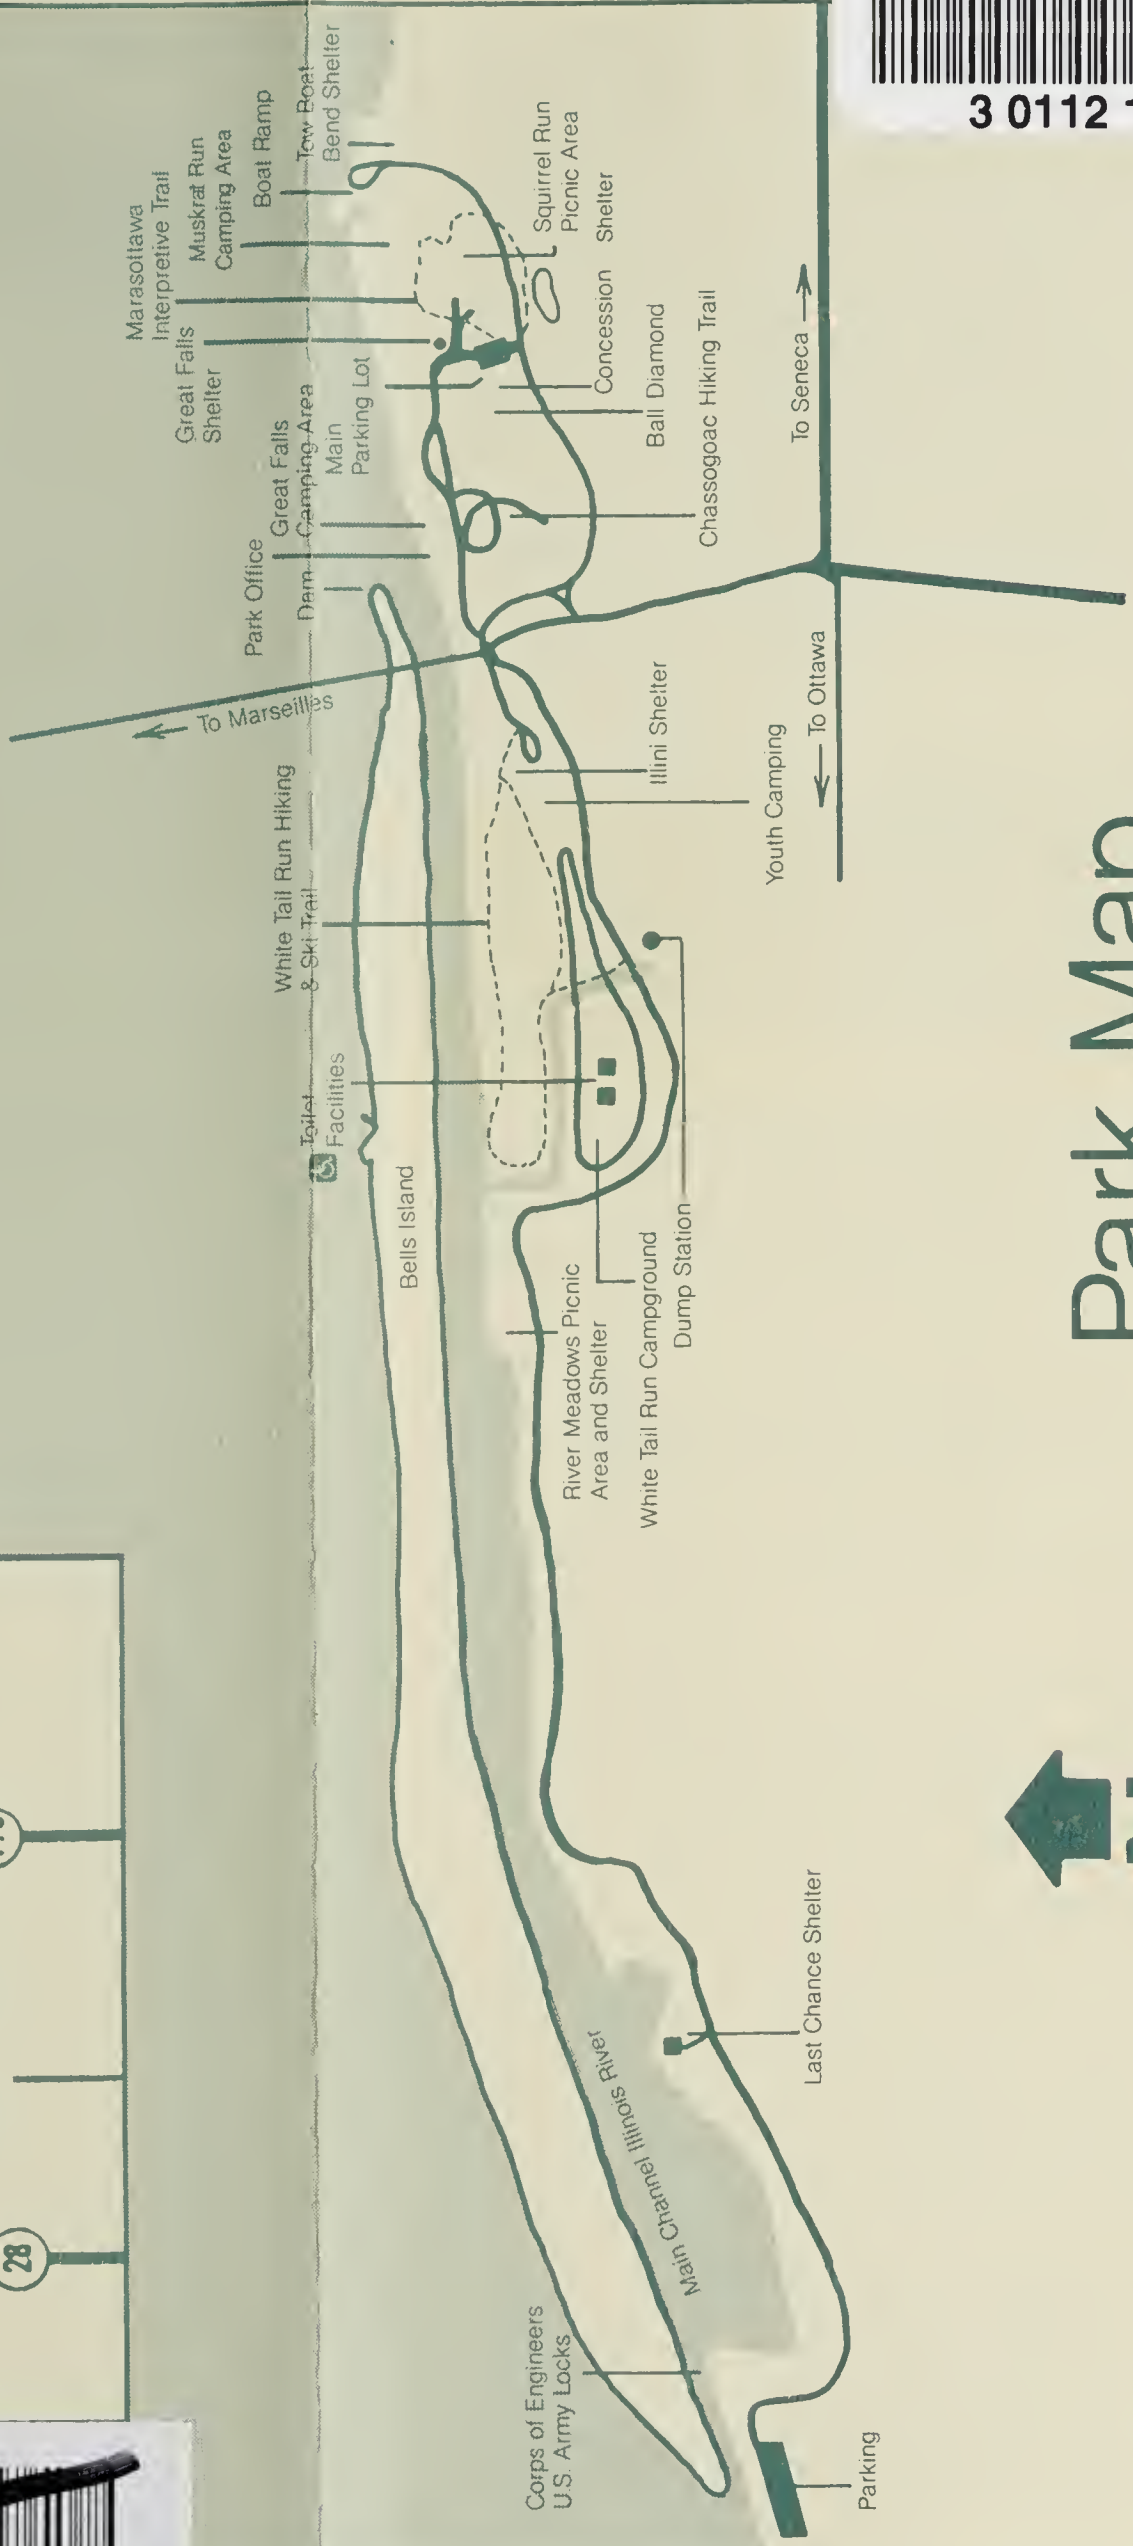 Marasottawa
Interpretive Trail
Muskrat Run
Camping Area
Boat Ramp
Tow Boat
Bend Shelter
Great Falls
Shelter
Squirrel Run
Picnic Area
Shelter
Park Office
Dam
Great Falls
Camping Area
Main
Parking Lot
Concession
Ball Diamond
Chassogoac Hiking Trail
To Seneca
To Marseilles
To Ottawa
White Tail Run Hiking
& Ski Trail
Illini Shelter
Youth Camping
Toilet
Facilities
Bells Island
River Meadows Picnic
Area and Shelter
White Tail Run Campground
Dump Station
Main Channel Illinois River
Last Chance Shelter
Corps of Engineers
U.S. Army Locks
Parking
Park Map
28
3 0112